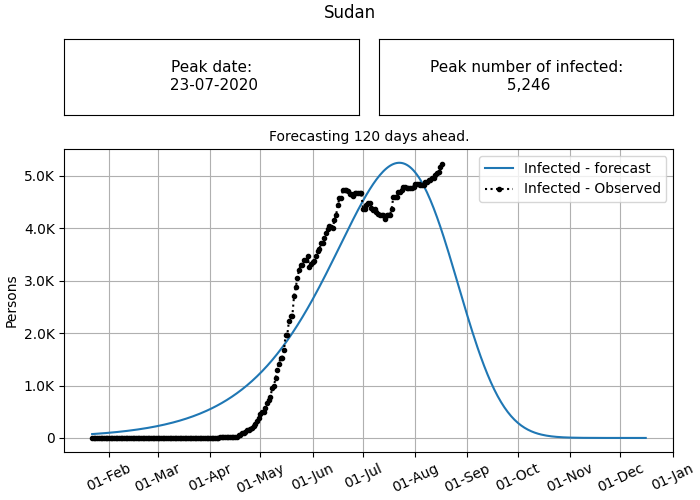 Sudan
Peak date:
23-07-2020
Peak number of infected:
5,246
Forecasting 120 days ahead.
Infected - forecast
Infected - Observed
Persons
5.0K
4.0K
3.0K
2.0K
1.0K
0
01-Feb
01-Mar
01-Apr
01-May
01-Jun
01-Jul
01-Aug
01-Sep
01-Oct
01-Nov
01-Dec
01-Jan